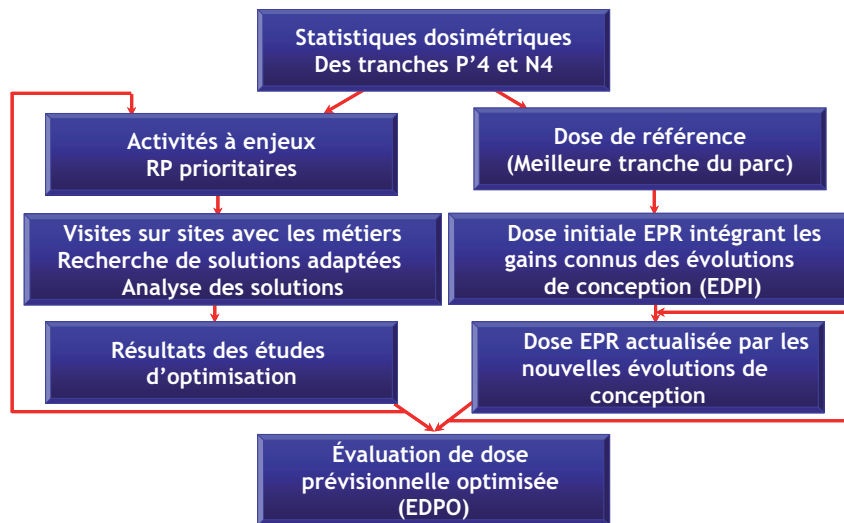 Statistiques dosimétriques
Des tranches P'4 et N4
Activités à enjeux
RP prioritaires
Dose de référence
(Meilleure tranche du parc)
Visites sur sites avec les métiers
Recherche de solutions adaptées
Analyse des solutions
Dose initiale EPR intégrant les
gains connus des évolutions
de conception (EDPI)
Résultats des études
d'optimisation
Dose EPR actualisée par les
nouvelles évolutions de
conception
Évaluation de dose
prévisionnelle optimisée
(EDPO)